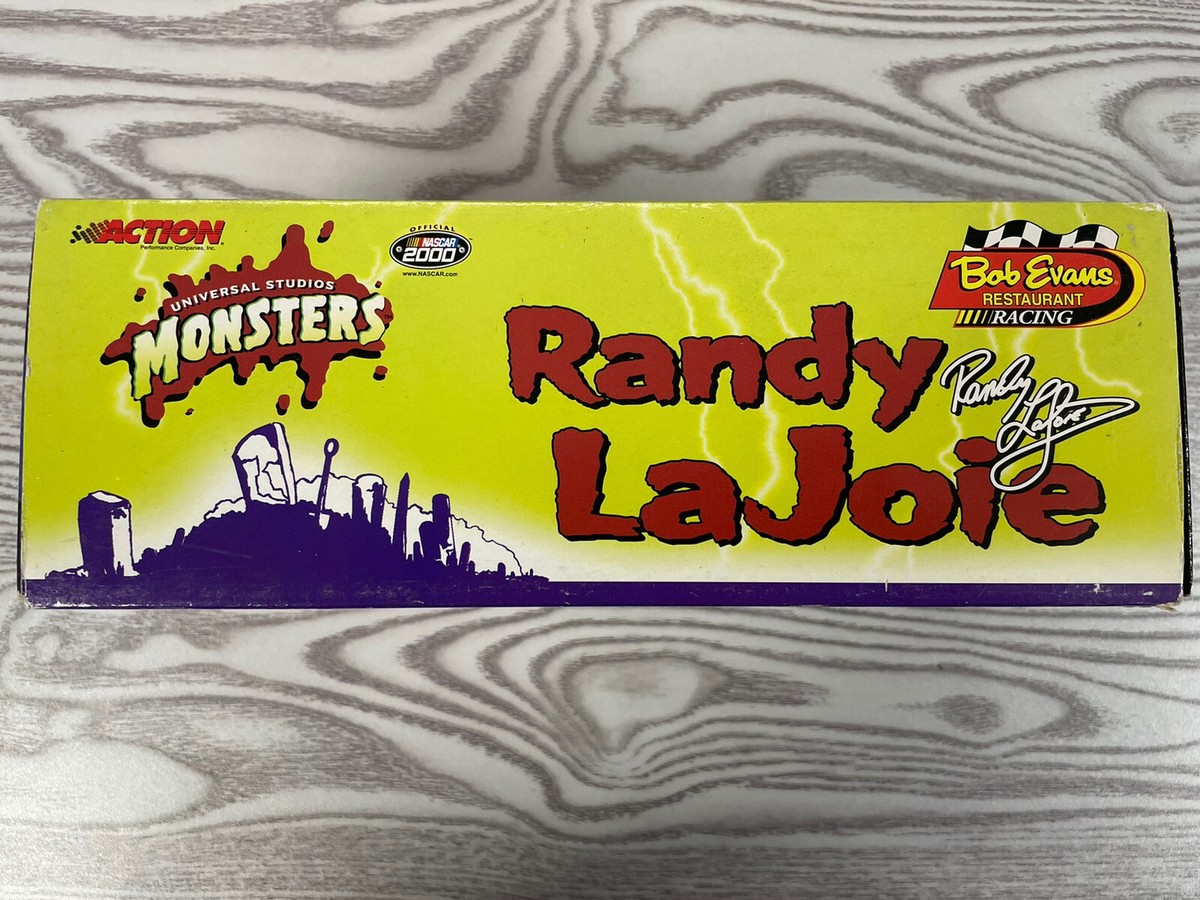 ACTION
Performance Companies, Inc.
UNIVERSAL STUDIOS
MONSTERS
OFFICIAL
NASCAR
2000
www.NASCAR.com
Bob Evans
RESTAURANT
RACING
Randy
LaJoie
Randy
LaJoie